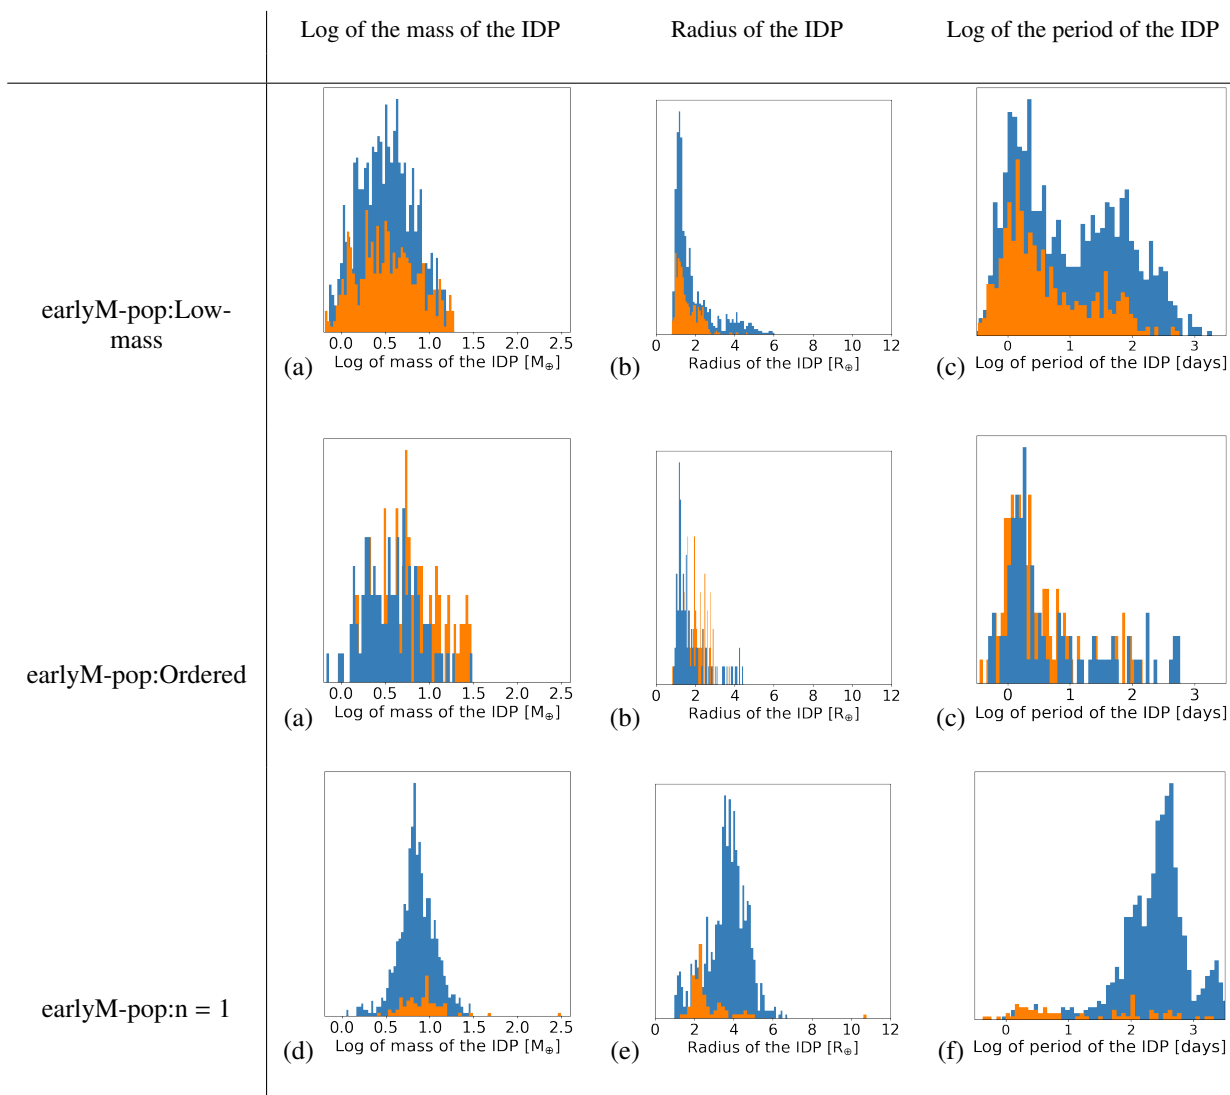 Log of the mass of the IDP Radius of the IDP Log of the period of the IDP
earlyM-pop:Low-
mass
0.0 0.5 1.0 1.5 2.0 2.5
(a) Log of mass of the IDP [M⊕]
0 2 4 6 8 10 12
(b) Radius of the IDP [R⊕]
0 1 2 3
(c) Log of period of the IDP [days]
earlyM-pop:Ordered
0.0 0.5 1.0 1.5 2.0 2.5
(a) Log of mass of the IDP [M⊕]
0 2 4 6 8 10 12
(b) Radius of the IDP [R⊕]
0 1 2 3
(c) Log of period of the IDP [days]
earlyM-pop:n = 1
0.0 0.5 1.0 1.5 2.0 2.5
(d) Log of mass of the IDP [M⊕]
0 2 4 6 8 10 12
(e) Radius of the IDP [R⊕]
0 1 2 3
(f) Log of period of the IDP [days]